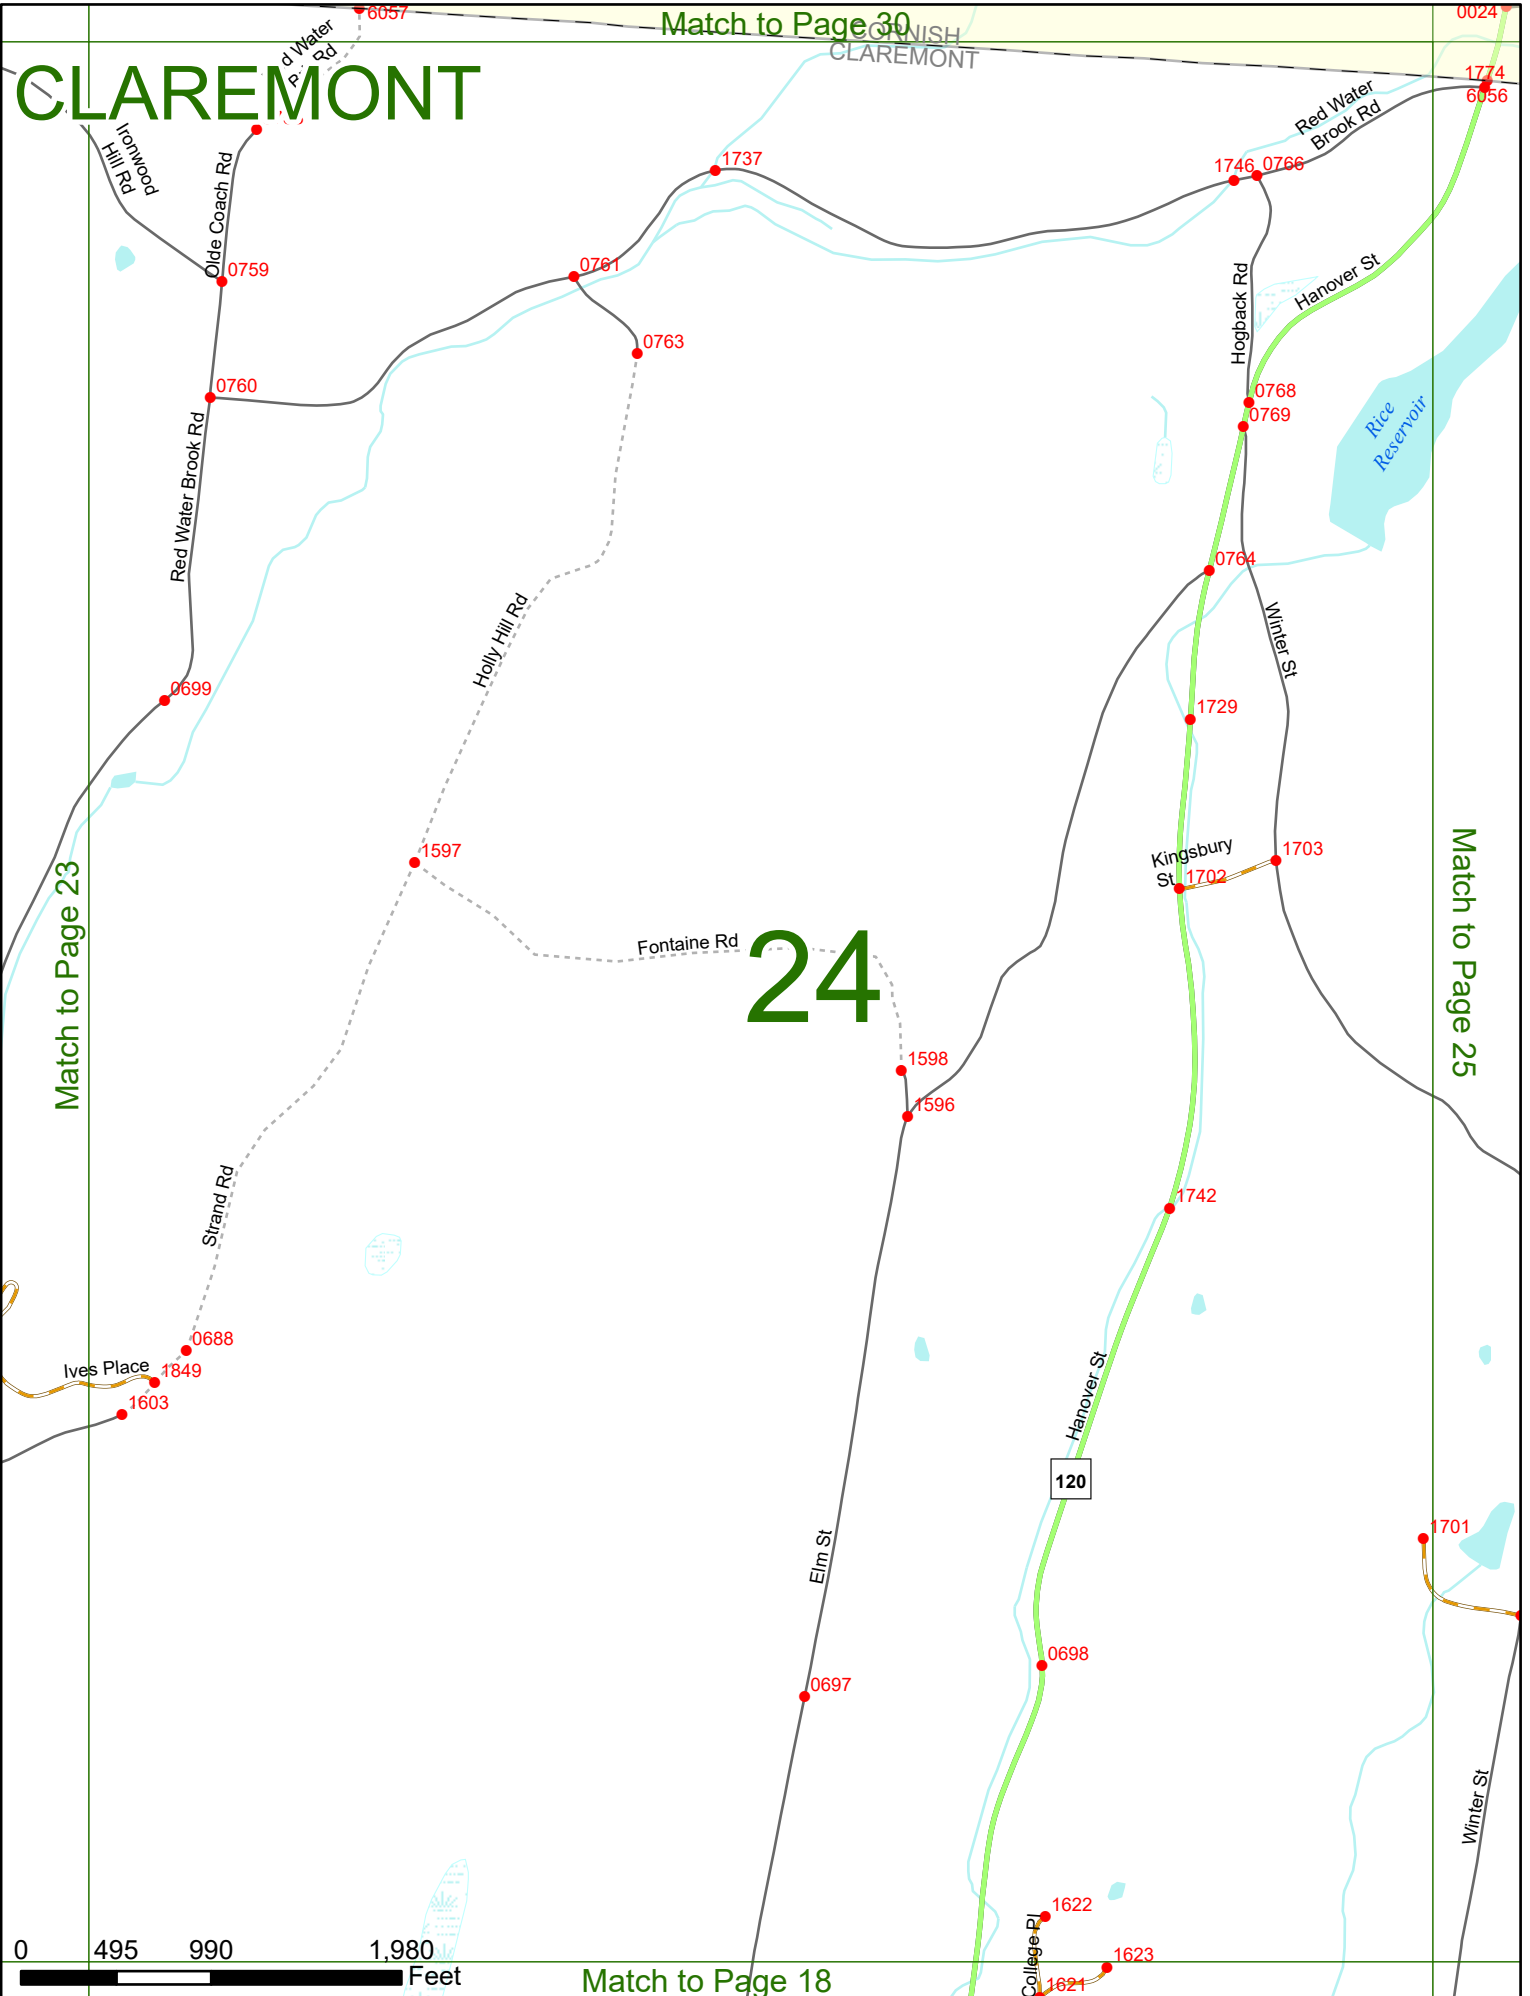 6057
Match to Page 30
0024
CORNISH
CLAREMONT
CLAREMONT
d Water
Rd
1774
6056
Red Water
Brook Rd
Ironwood
Hill Rd
Olde Coach Rd
1737
1746
0766
0759
0761
Hogback Rd
Hanover St
0763
0760
0768
0769
Rice
Reservoir
Red Water Brook Rd
0764
Holly Hill Rd
Winter St
0699
1729
1597
Kingsbury
St
1702
1703
Match to Page 23
Match to Page 25
Fontaine Rd
24
1598
1596
Strand Rd
1742
0688
Ives Place
1849
1603
Hanover St
120
Elm St
1701
0698
0697
Winter St
1622
College Pl
1623
1621
0
495
990
1,980
Feet
Match to Page 18